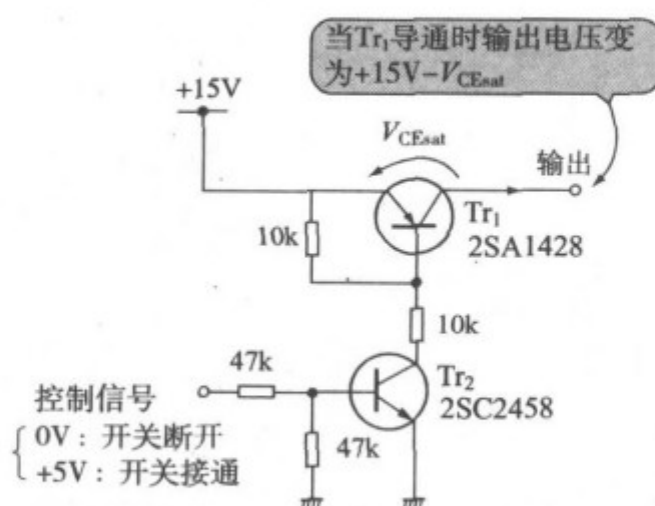 当Tr₁导通时输出电压变
为+15V-V_CEsat
+15V
V_CEsat
输出
10k
Tr₁
2SA1428
10k
47k
Tr₂
2SC2458
控制信号
0V：开关断开
+5V：开关接通
47k